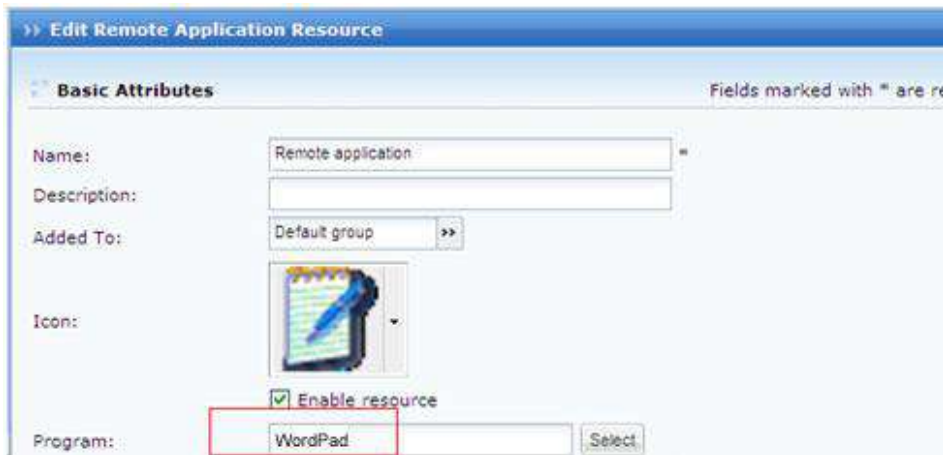 >> Edit Remote Application Resource
Basic Attributes
Fields marked with * are re
Name: Remote application *
Description:
Added To: Default group >>
Icon:
Enable resource
Program: WordPad Select